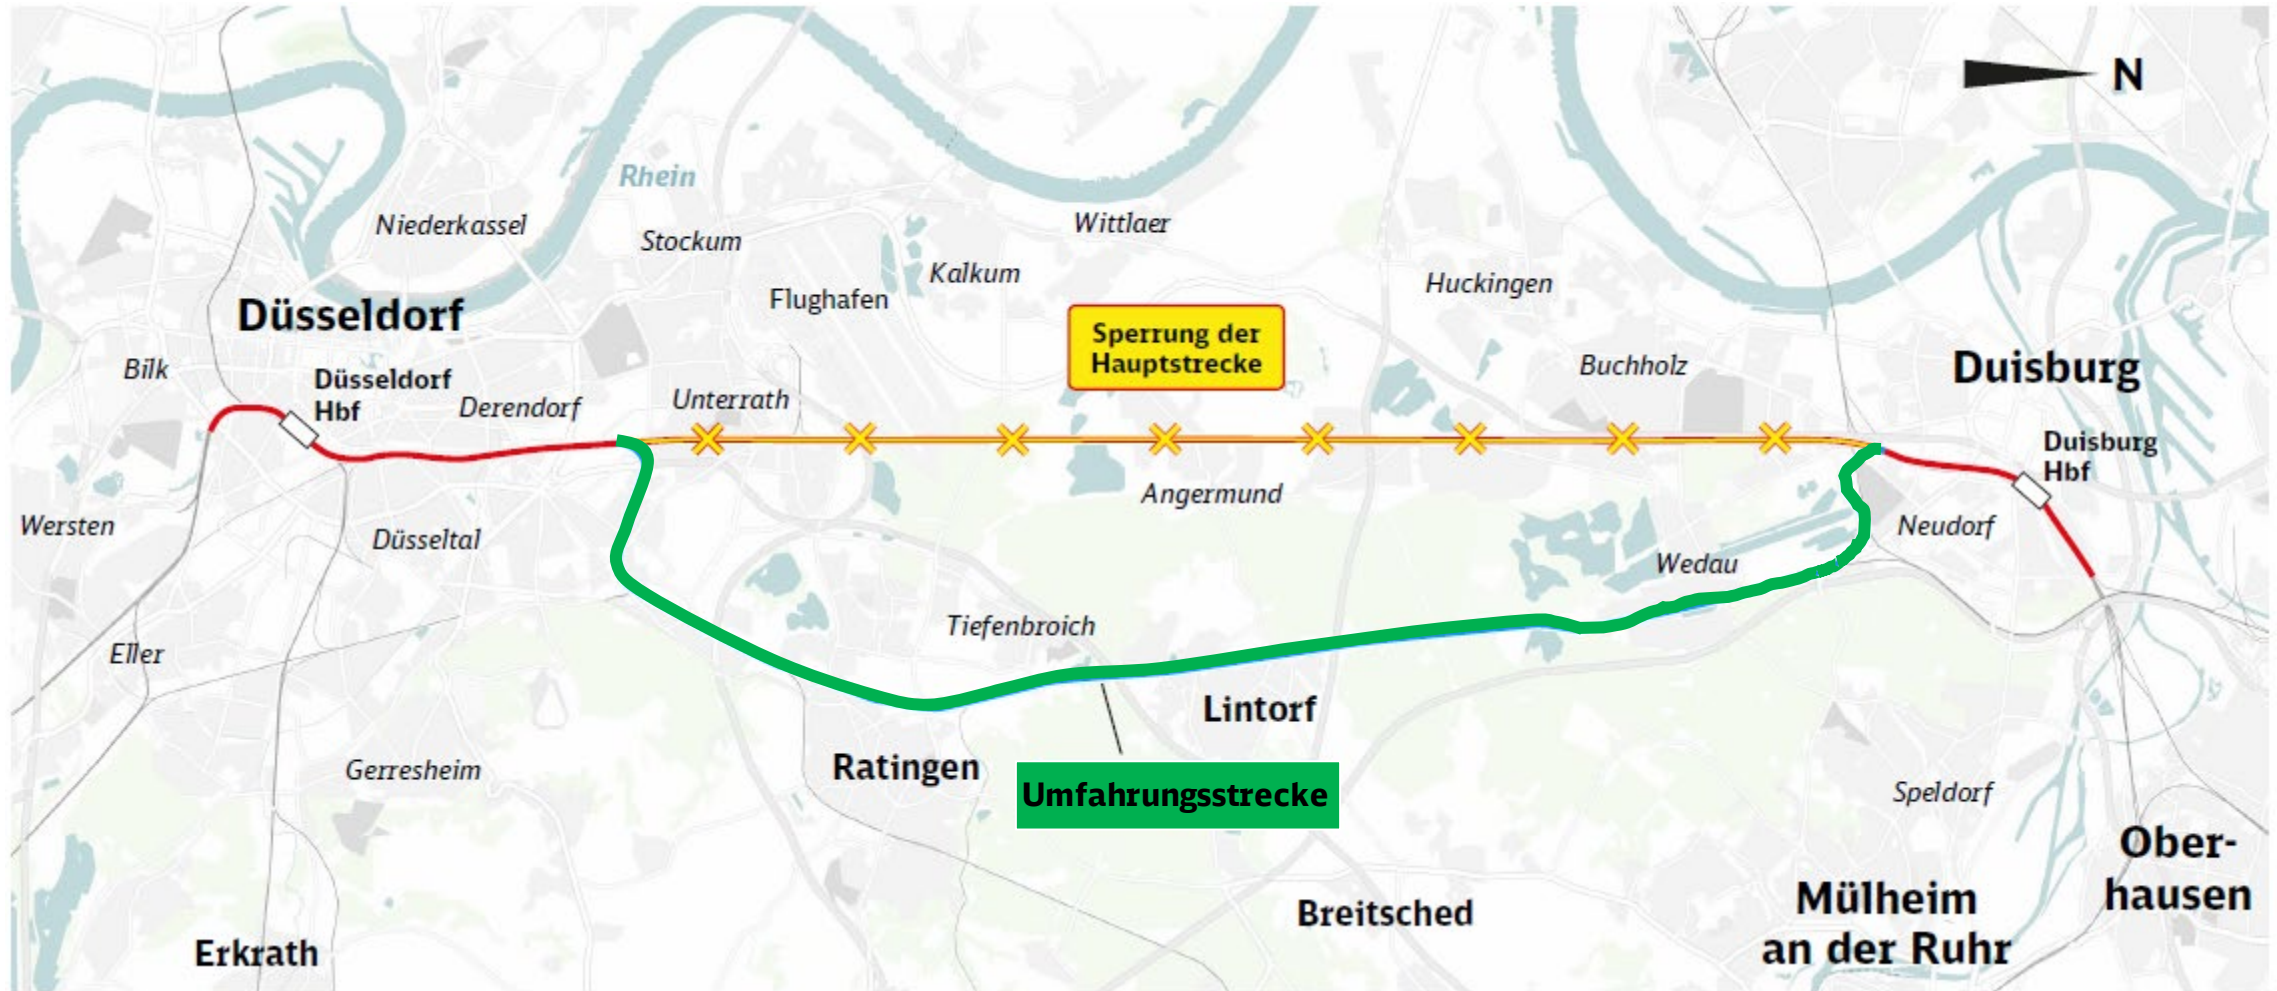 N
Rhein
Niederkassel
Stockum
Wittlaer
Kalkum
Flughafen
Huckingen
Düsseldorf
Sperrung der
Hauptstrecke
Bilk
Düsseldorf
Hbf
Derendorf
Unterrath
Buchholz
Duisburg
Duisburg
Hbf
Angermund
Wersten
Düsseltal
Neudorf
Wedau
Eller
Tiefenbroich
Lintorf
Ratingen
Gerresheim
Umfahrungsstrecke
Speldorf
Ober-
hausen
Mülheim
an der Ruhr
Breitsched
Erkrath